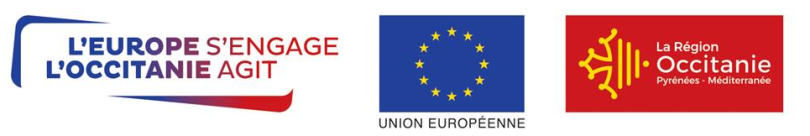 L'EUROPE S'ENGAGE
L'OCCITANIE AGIT
UNION EUROPÉENNE
La Région
Occitanie
Pyrénées - Méditerranée